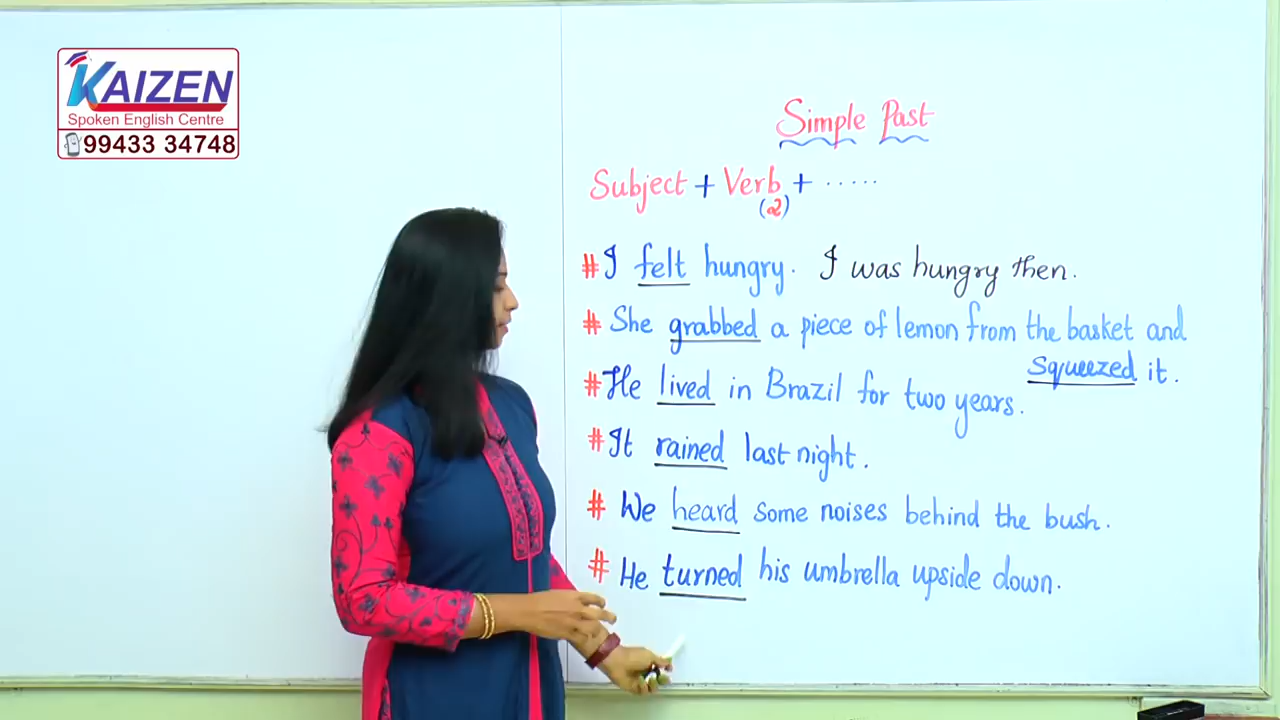 KAIZEN
Spoken English Centre
99433 34748
Simple Past
Subject + Verb + .....
(2)
# I felt hungry. I was hungry then.
# She grabbed a piece of lemon from the basket and
squeezed it.
# He lived in Brazil for two years.
# It rained last night.
# We heard some noises behind the bush.
# He turned his umbrella upside down.